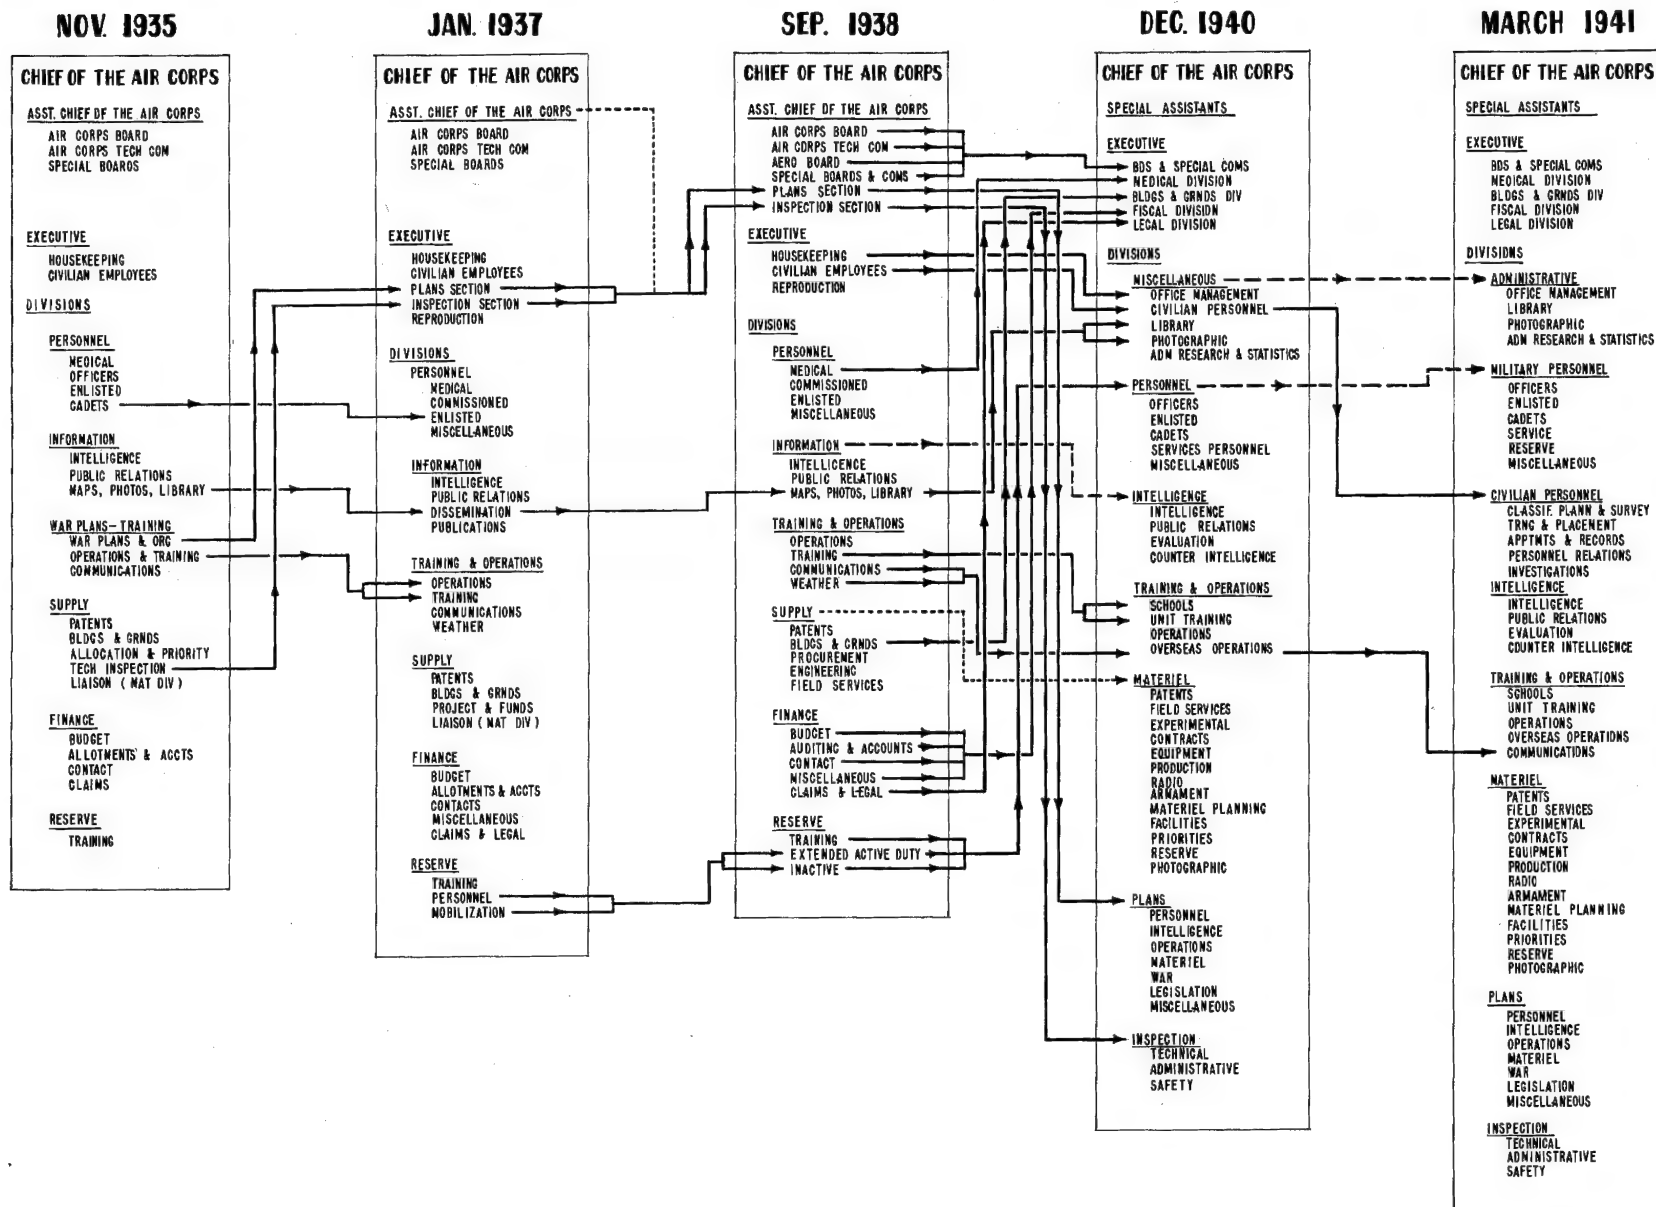 NOV. 1935
CHIEF OF THE AIR CORPS
ASST. CHIEF OF THE AIR CORPS
AIR CORPS BOARD
AIR CORPS TECH COM
SPECIAL BOARDS
EXECUTIVE
HOUSEKEEPING
CIVILIAN EMPLOYEES
DIVISIONS
PERSONNEL
MEDICAL
OFFICERS
ENLISTED
CADETS
INFORMATION
INTELLIGENCE
PUBLIC RELATIONS
MAPS, PHOTOS, LIBRARY
WAR PLANS-TRAINING
WAR PLANS & ORG
OPERATIONS & TRAINING
COMMUNICATIONS
SUPPLY
PATENTS
BLDGS & GRNDS
ALLOCATION & PRIORITY
TECH INSPECTION
LIAISON (MAT DIV)
FINANCE
BUDGET
ALLOTMENTS & ACCTS
CONTACT
CLAIMS
RESERVE
TRAINING
JAN. 1937
CHIEF OF THE AIR CORPS
ASST. CHIEF OF THE AIR CORPS
AIR CORPS BOARD
AIR CORPS TECH COM
SPECIAL BOARDS
EXECUTIVE
HOUSEKEEPING
CIVILIAN EMPLOYEES
PLANS SECTION
INSPECTION SECTION
REPRODUCTION
DIVISIONS
PERSONNEL
MEDICAL
COMMISSIONED
ENLISTED
MISCELLANEOUS
INFORMATION
INTELLIGENCE
PUBLIC RELATIONS
DISSEMINATION
PUBLICATIONS
TRAINING & OPERATIONS
OPERATIONS
TRAINING
COMMUNICATIONS
WEATHER
SUPPLY
PATENTS
BLDGS & GRNDS
PROJECT & FUNDS
LIAISON (MAT DIV)
FINANCE
BUDGET
ALLOTMENTS & ACCTS
CONTACTS
MISCELLANEOUS
CLAIMS & LEGAL
RESERVE
TRAINING
PERSONNEL
MOBILIZATION
SEP. 1938
CHIEF OF THE AIR CORPS
ASST. CHIEF OF THE AIR CORPS
AIR CORPS BOARD
AIR CORPS TECH COM
AERO BOARD
SPECIAL BOARDS & COMS
PLANS SECTION
INSPECTION SECTION
EXECUTIVE
HOUSEKEEPING
CIVILIAN EMPLOYEES
REPRODUCTION
DIVISIONS
PERSONNEL
MEDICAL
COMMISSIONED
ENLISTED
MISCELLANEOUS
INFORMATION
INTELLIGENCE
PUBLIC RELATIONS
MAPS, PHOTOS, LIBRARY
TRAINING & OPERATIONS
OPERATIONS
TRAINING
COMMUNICATIONS
WEATHER
SUPPLY
PATENTS
BLDGS & GRNDS
PROCUREMENT
ENGINEERING
FIELD SERVICES
FINANCE
BUDGET
AUDITING & ACCOUNTS
CONTACT
MISCELLANEOUS
CLAIMS & LEGAL
RESERVE
TRAINING
EXTENDED ACTIVE DUTY
INACTIVE
DEC. 1940
CHIEF OF THE AIR CORPS
SPECIAL ASSISTANTS
EXECUTIVE
BDS & SPECIAL COMS
MEDICAL DIVISION
BLDGS & GRNDS DIV
FISCAL DIVISION
LEGAL DIVISION
DIVISIONS
MISCELLANEOUS
OFFICE MANAGEMENT
CIVILIAN PERSONNEL
LIBRARY
PHOTOGRAPHIC
ADM RESEARCH & STATISTICS
PERSONNEL
OFFICERS
ENLISTED
CADETS
SERVICES PERSONNEL
MISCELLANEOUS
INTELLIGENCE
INTELLIGENCE
PUBLIC RELATIONS
EVALUATION
COUNTER INTELLIGENCE
TRAINING & OPERATIONS
SCHOOLS
UNIT TRAINING
OPERATIONS
OVERSEAS OPERATIONS
MATERIEL
PATENTS
FIELD SERVICES
EXPERIMENTAL
CONTRACTS
EQUIPMENT
PRODUCTION
RADIO
ARMAMENT
MATERIEL PLANNING
FACILITIES
PRIORITIES
RESERVE
PHOTOGRAPHIC
PLANS
PERSONNEL
INTELLIGENCE
OPERATIONS
MATERIEL
WAR
LEGISLATION
MISCELLANEOUS
INSPECTION
TECHNICAL
ADMINISTRATIVE
SAFETY
MARCH 1941
CHIEF OF THE AIR CORPS
SPECIAL ASSISTANTS
EXECUTIVE
BDS & SPECIAL COMS
MEDICAL DIVISION
BLDGS & GRNDS DIV
FISCAL DIVISION
LEGAL DIVISION
DIVISIONS
ADMINISTRATIVE
OFFICE MANAGEMENT
LIBRARY
PHOTOGRAPHIC
ADM RESEARCH & STATISTICS
MILITARY PERSONNEL
OFFICERS
ENLISTED
CADETS
SERVICE
RESERVE
MISCELLANEOUS
CIVILIAN PERSONNEL
CLASSIF. PLANN & SURVEY
TRNG & PLACEMENT
APPTMTS & RECORDS
PERSONNEL RELATIONS
INVESTIGATIONS
INTELLIGENCE
INTELLIGENCE
PUBLIC RELATIONS
EVALUATION
COUNTER INTELLIGENCE
TRAINING & OPERATIONS
SCHOOLS
UNIT TRAINING
OPERATIONS
OVERSEAS OPERATIONS
COMMUNICATIONS
MATERIEL
PATENTS
FIELD SERVICES
EXPERIMENTAL
CONTRACTS
EQUIPMENT
PRODUCTION
RADIO
ARMAMENT
MATERIEL PLANNING
FACILITIES
PRIORITIES
RESERVE
PHOTOGRAPHIC
PLANS
PERSONNEL
INTELLIGENCE
OPERATIONS
MATERIEL
WAR
LEGISLATION
MISCELLANEOUS
INSPECTION
TECHNICAL
ADMINISTRATIVE
SAFETY